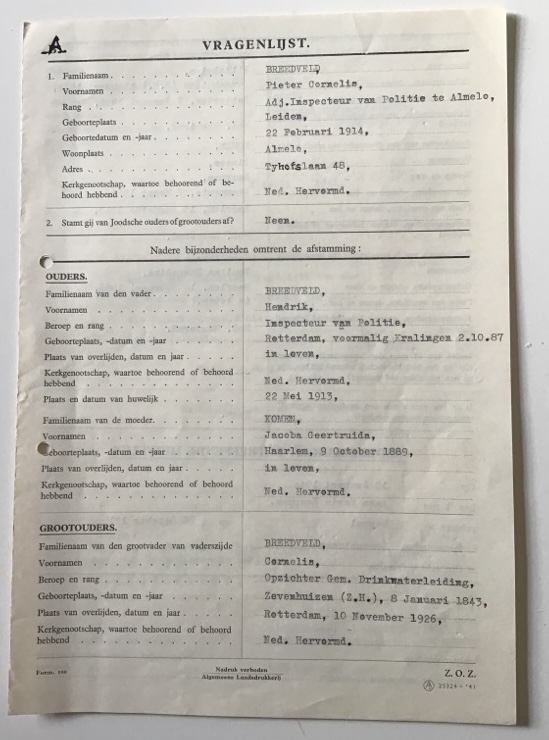 A
VRAGENLIJST.
1. Familienaam . . . . . . . . . . BREEDVELD
Voornamen . . . . . . . . . . Pieter Cornelis,
Rang . . . . . . . . . . Adj.Inspecteur van Politie te Almelo,
Geboorteplaats . . . . . . . . . Leiden,
Geboortedatum en -jaar . . . . . . . 22 Februari 1914,
Woonplaats . . . . . . . . . . Almelo,
Adres . . . . . . . . . . Tyhofslaan 48,
Kerkgenootschap, waartoe behoorend of be-
hoord hebbend . . . . . . . . . Ned. Hervormd.
2. Stamt gij van Joodsche ouders of grootouders af? Neen.
Nadere bijzonderheden omtrent de afstamming:
OUDERS.
Familienaam van den vader . . . . . . BREEDVELD,
Voornamen . . . . . . . . . . Hendrik,
Beroep en rang . . . . . . . . . Inspecteur van Politie,
Geboorteplaats, -datum en -jaar . . . . Rotterdam, voormalig Kralingen 2.10.87
Plaats van overlijden, datum en jaar . . . . in leven,
Kerkgenootschap, waartoe behoorend of behoord
hebbend . . . . . . . . . . Ned. Hervormd,
Plaats en datum van huwelijk . . . . . 22 Mei 1913,
Familienaam van de moeder . . . . . . KOMEN,
Voornamen . . . . . . . . . . Jacoba Geertruida,
Geboorteplaats, -datum en -jaar . . . . Haarlem, 9 October 1889,
Plaats van overlijden, datum en jaar . . . . in leven,
Kerkgenootschap, waartoe behoorend of behoord
hebbend . . . . . . . . . . Ned. Hervormd.
GROOTOUDERS.
Familienaam van den grootvader van vaderszijde BREEDVELD,
Voornamen . . . . . . . . . . Cornelis,
Beroep en rang . . . . . . . . . Opzichter Gem. Drinkwaterleiding,
Geboorteplaats, -datum en -jaar . . . . Zevenhuizen (Z.H.), 8 Januari 1843,
Plaats van overlijden, datum en jaar . . . . Rotterdam, 10 November 1926,
Kerkgenootschap, waartoe behoorend of behoord
hebbend . . . . . . . . . . Ned. Hervormd.
Nadruk verboden
Algemeene Landsdrukkerij
Z. O. Z.
A 25324 - '41